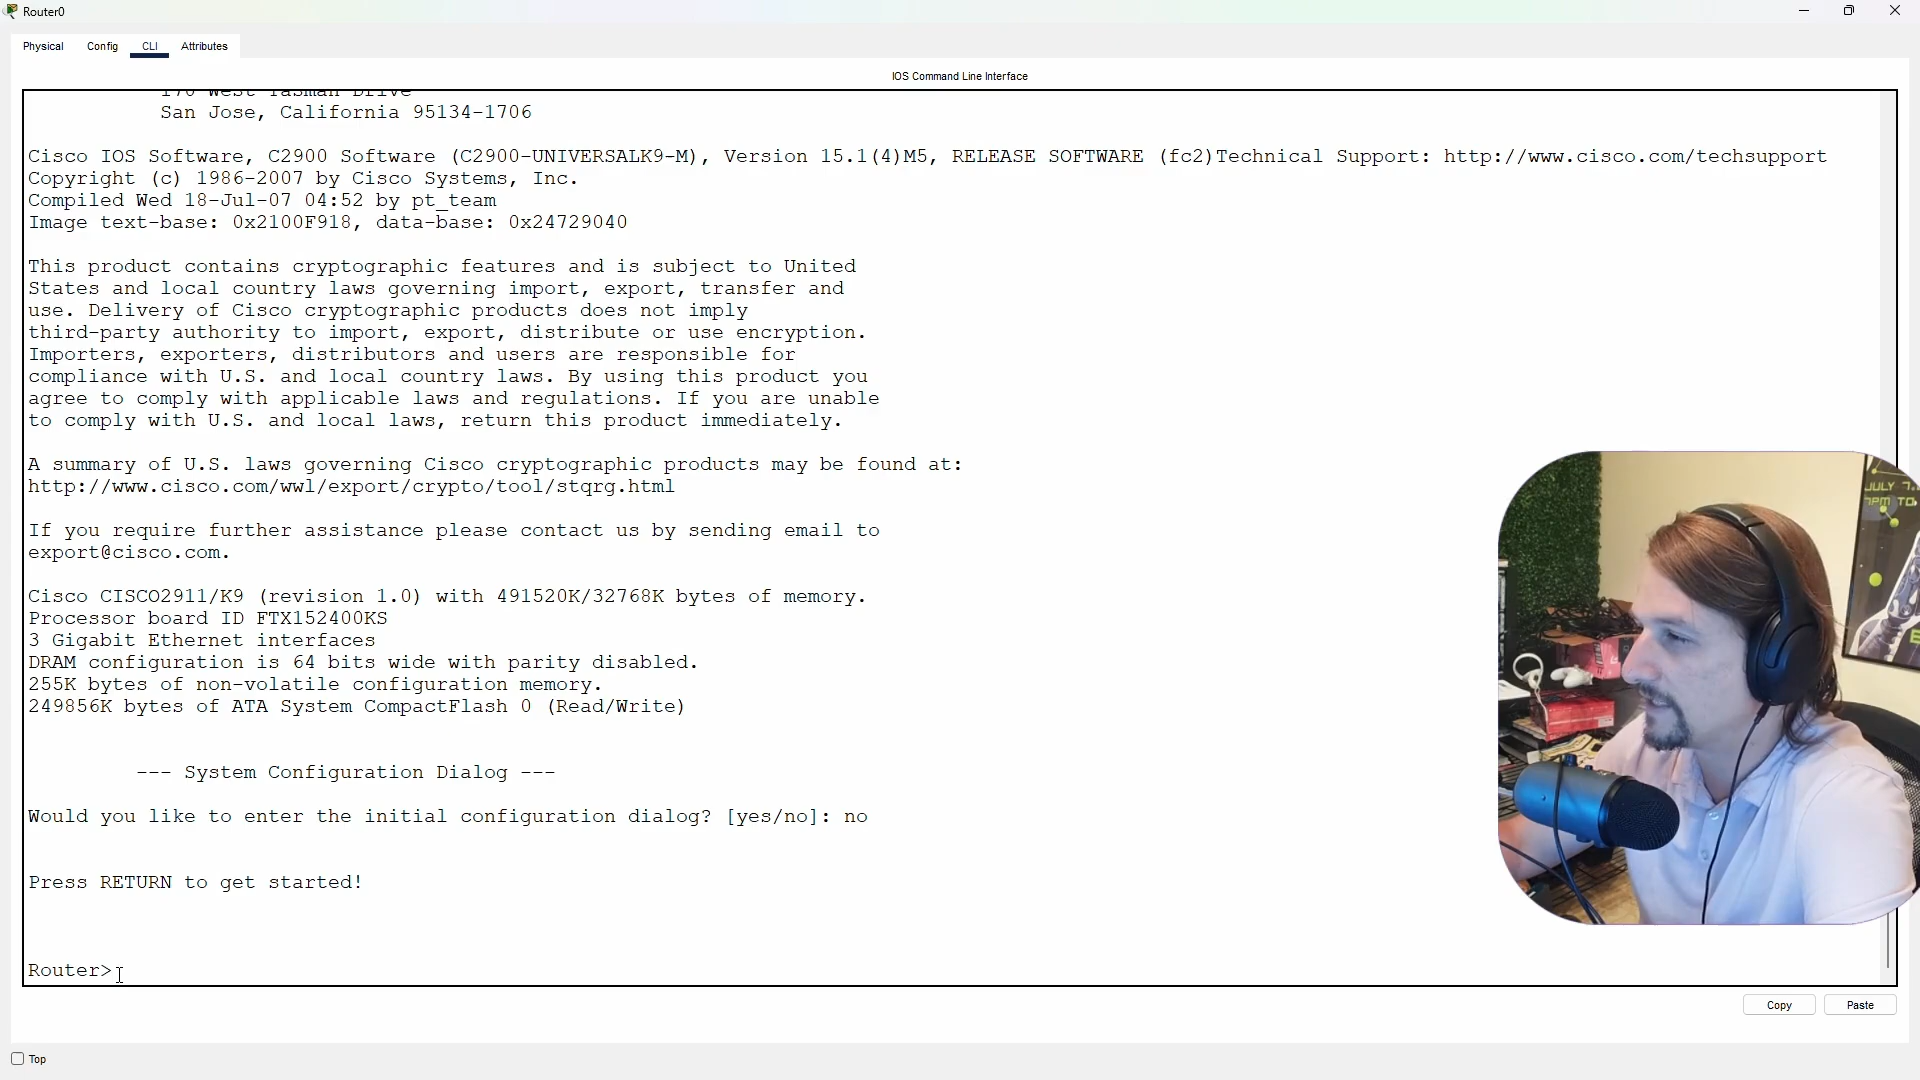 Router0
Physical Config CLI Attributes
IOS Command Line Interface
170 West Tasman Drive
San Jose, California 95134-1706
Cisco IOS Software, C2900 Software (C2900-UNIVERSALK9-M), Version 15.1(4)M5, RELEASE SOFTWARE (fc2)Technical Support: http://www.cisco.com/techsupport
Copyright (c) 1986-2007 by Cisco Systems, Inc.
Compiled Wed 18-Jul-07 04:52 by pt_team
Image text-base: 0x2100F918, data-base: 0x24729040
This product contains cryptographic features and is subject to United
States and local country laws governing import, export, transfer and
use. Delivery of Cisco cryptographic products does not imply
third-party authority to import, export, distribute or use encryption.
Importers, exporters, distributors and users are responsible for
compliance with U.S. and local country laws. By using this product you
agree to comply with applicable laws and regulations. If you are unable
to comply with U.S. and local laws, return this product immediately.
A summary of U.S. laws governing Cisco cryptographic products may be found at:
http://www.cisco.com/wwl/export/crypto/tool/stqrg.html
If you require further assistance please contact us by sending email to
export@cisco.com.
Cisco CISCO2911/K9 (revision 1.0) with 491520K/32768K bytes of memory.
Processor board ID FTX152400KS
3 Gigabit Ethernet interfaces
DRAM configuration is 64 bits wide with parity disabled.
255K bytes of non-volatile configuration memory.
249856K bytes of ATA System CompactFlash 0 (Read/Write)
--- System Configuration Dialog ---
Would you like to enter the initial configuration dialog? [yes/no]: no
Press RETURN to get started!
Router>
JULY 7
Copy Paste
Top